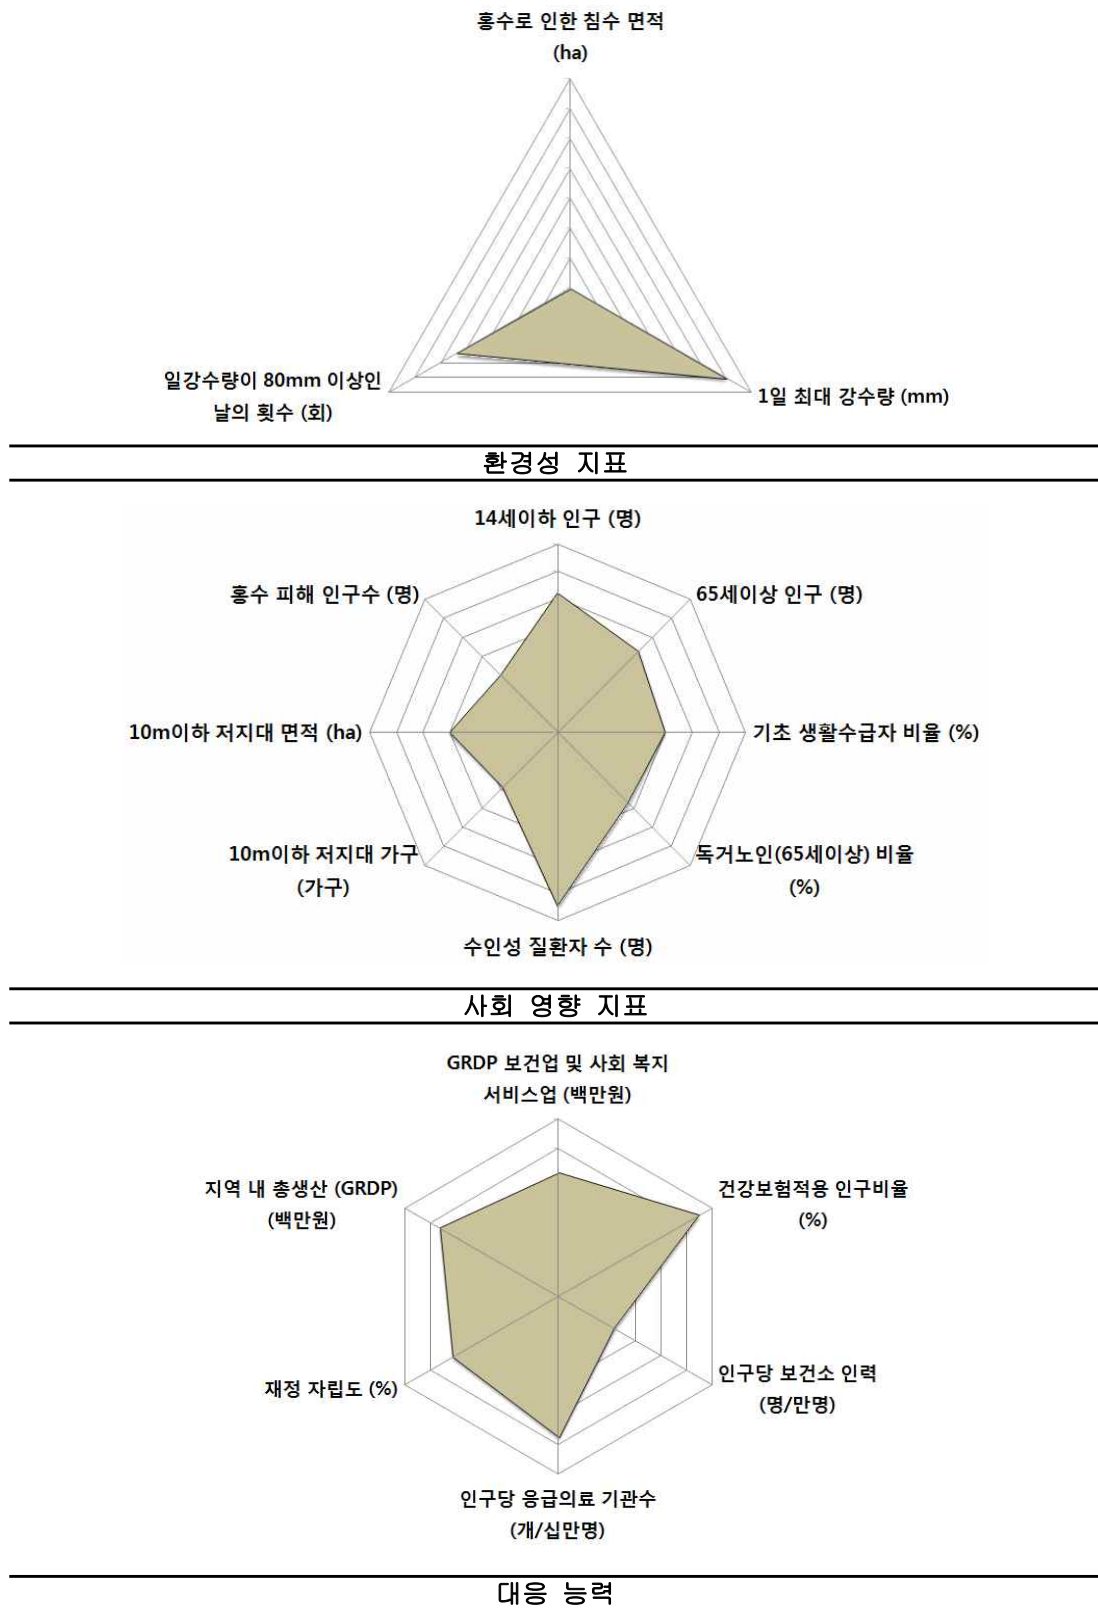 홍수로 인한 침수 면적
(ha)
일강수량이 80mm 이상인
날의 횟수 (회)
1일 최대 강수량 (mm)
환경성 지표
14세이하 인구 (명)
홍수 피해 인구수 (명)
65세이상 인구 (명)
10m이하 저지대 면적 (ha)
기초 생활수급자 비율 (%)
10m이하 저지대 가구
(가구)
독거노인(65세이상) 비율
(%)
수인성 질환자 수 (명)
사회 영향 지표
GRDP 보건업 및 사회 복지
서비스업 (백만원)
지역 내 총생산 (GRDP)
(백만원)
건강보험적용 인구비율
(%)
재정 자립도 (%)
인구당 보건소 인력
(명/만명)
인구당 응급의료 기관수
(개/십만명)
대응 능력